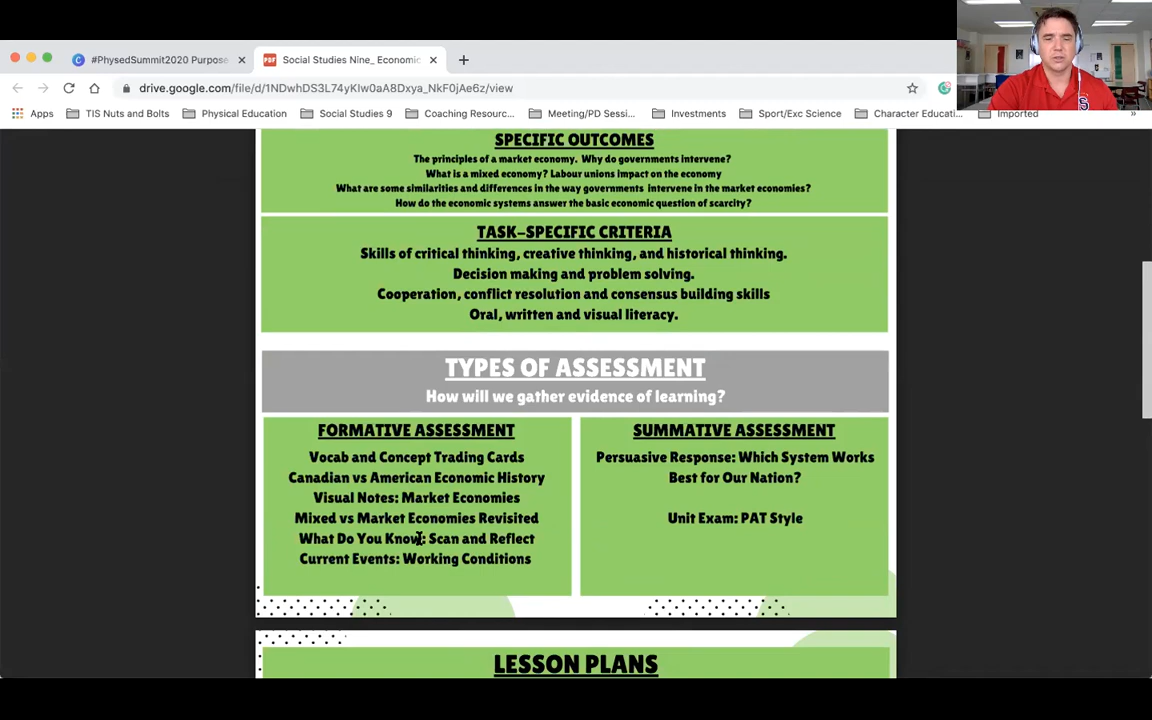 #PhysedSummit2020 Purpose
Social Studies Nine_ Economic
drive.google.com/file/d/1NDwhDS3L74yKIw0aA8Dxya_NkF0jAe6z/view
Apps TIS Nuts and Bolts Physical Education Social Studies 9 Coaching Resourc... Meeting/PD Sessi... Investments Sport/Exc Science Character Educati... Imported
SPECIFIC OUTCOMES
The principles of a market economy. Why do governments intervene?
What is a mixed economy? Labour unions impact on the economy
What are some similarities and differences in the way governments intervene in the market economies?
How do the economic systems answer the basic economic question of scarcity?
TASK-SPECIFIC CRITERIA
Skills of critical thinking, creative thinking, and historical thinking.
Decision making and problem solving.
Cooperation, conflict resolution and consensus building skills
Oral, written and visual literacy.
TYPES OF ASSESSMENT
How will we gather evidence of learning?
FORMATIVE ASSESSMENT
Vocab and Concept Trading Cards
Canadian vs American Economic History
Visual Notes: Market Economies
Mixed vs Market Economies Revisited
What Do You Know: Scan and Reflect
Current Events: Working Conditions
SUMMATIVE ASSESSMENT
Persuasive Response: Which System Works
Best for Our Nation?
Unit Exam: PAT Style
LESSON PLANS